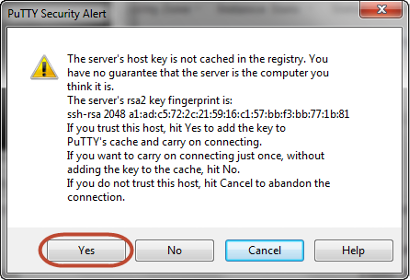 PuTTY Security Alert
The server's host key is not cached in the registry. You
have no guarantee that the server is the computer you
think it is.
The server's rsa2 key fingerprint is:
ssh-rsa 2048 a1:ad:c5:72:2c:21:59:16:c1:57:bb:f3:bb:77:1b:81
If you trust this host, hit Yes to add the key to
PuTTY's cache and carry on connecting.
If you want to carry on connecting just once, without
adding the key to the cache, hit No.
If you do not trust this host, hit Cancel to abandon the
connection.
Yes No Cancel Help